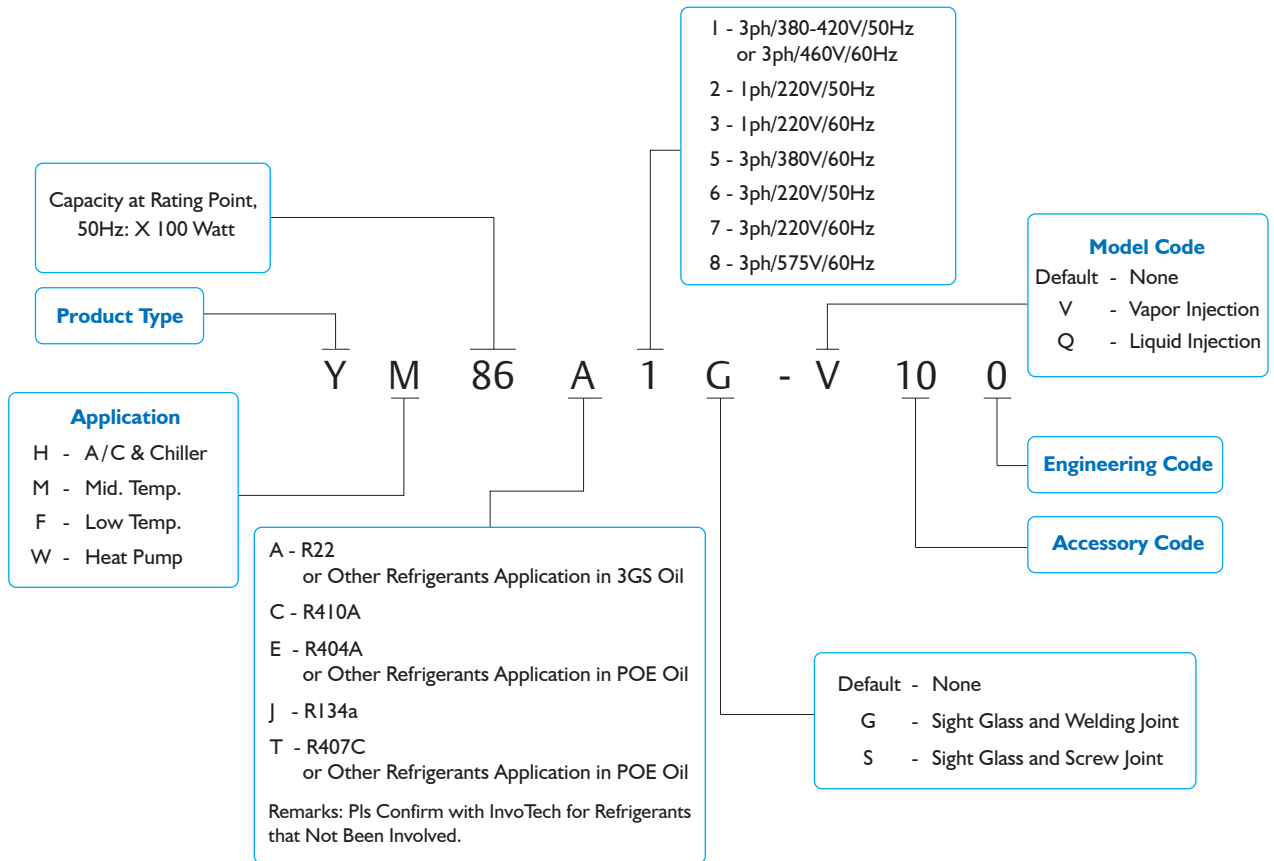 1 - 3ph/380-420V/50Hz
or 3ph/460V/60Hz
2 - 1ph/220V/50Hz
3 - 1ph/220V/60Hz
5 - 3ph/380V/60Hz
6 - 3ph/220V/50Hz
7 - 3ph/220V/60Hz
8 - 3ph/575V/60Hz
Capacity at Rating Point,
50Hz: X 100 Watt
Product Type
Model Code
Default - None
V - Vapor Injection
Q - Liquid Injection
Y M 86 A 1 G - V 10 0
Application
H - A/C & Chiller
M - Mid. Temp.
F - Low Temp.
W - Heat Pump
Engineering Code
Accessory Code
A - R22
or Other Refrigerants Application in 3GS Oil
C - R410A
E - R404A
or Other Refrigerants Application in POE Oil
J - R134a
T - R407C
or Other Refrigerants Application in POE Oil
Remarks: Pls Confirm with InvoTech for Refrigerants
that Not Been Involved.
Default - None
G - Sight Glass and Welding Joint
S - Sight Glass and Screw Joint